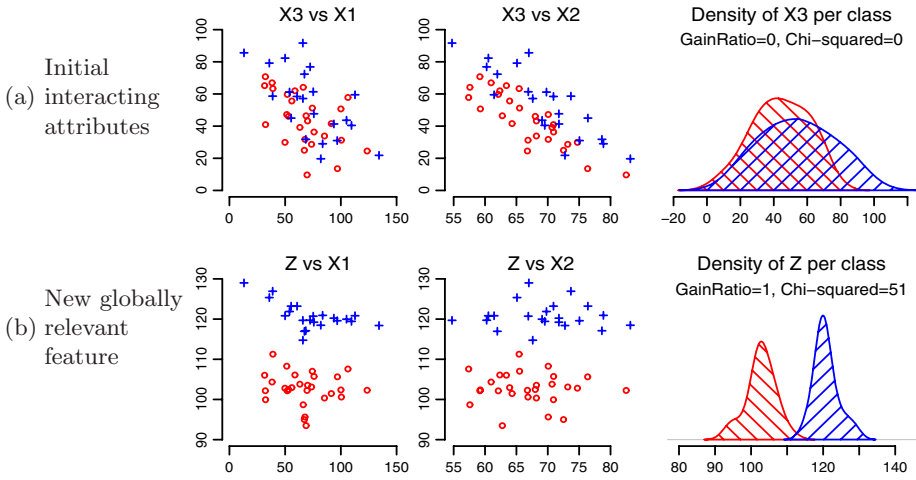 X3 vs X1
X3 vs X2
Density of X3 per class
GainRatio=0, Chi−squared=0
(a) Initial interacting attributes
100
80
60
40
20
0
0 50 100 150
100
80
60
40
20
0
55 60 65 70 75 80
−20 0 20 40 60 80 100
Z vs X1
Z vs X2
Density of Z per class
GainRatio=1, Chi−squared=51
(b) New globally relevant feature
130
120
110
100
90
0 50 100 150
130
120
110
100
90
55 60 65 70 75 80
80 90 100 120 140